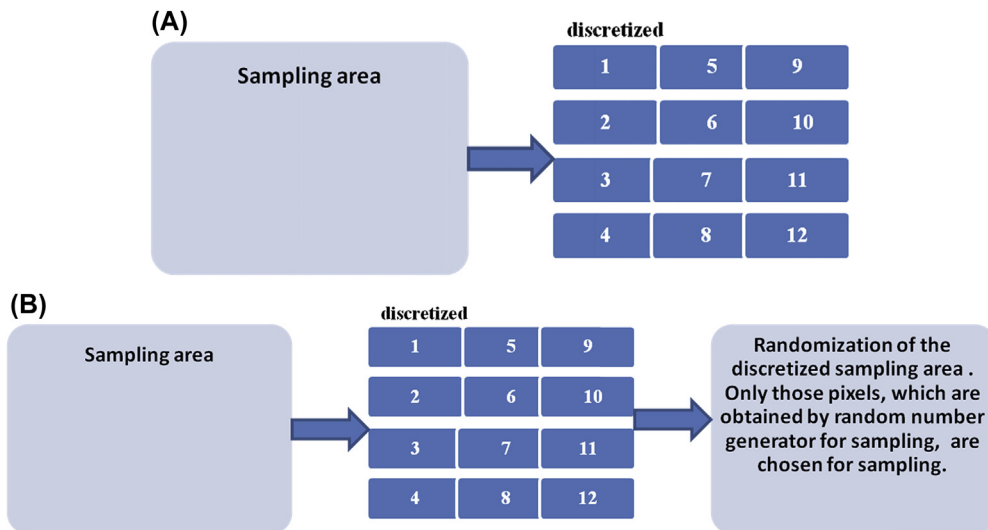 (A)
Sampling area
discretized
1 5 9
2 6 10
3 7 11
4 8 12
(B)
Sampling area
discretized
1 5 9
2 6 10
3 7 11
4 8 12
Randomization of the
discretized sampling area .
Only those pixels, which are
obtained by random number
generator for sampling, are
chosen for sampling.